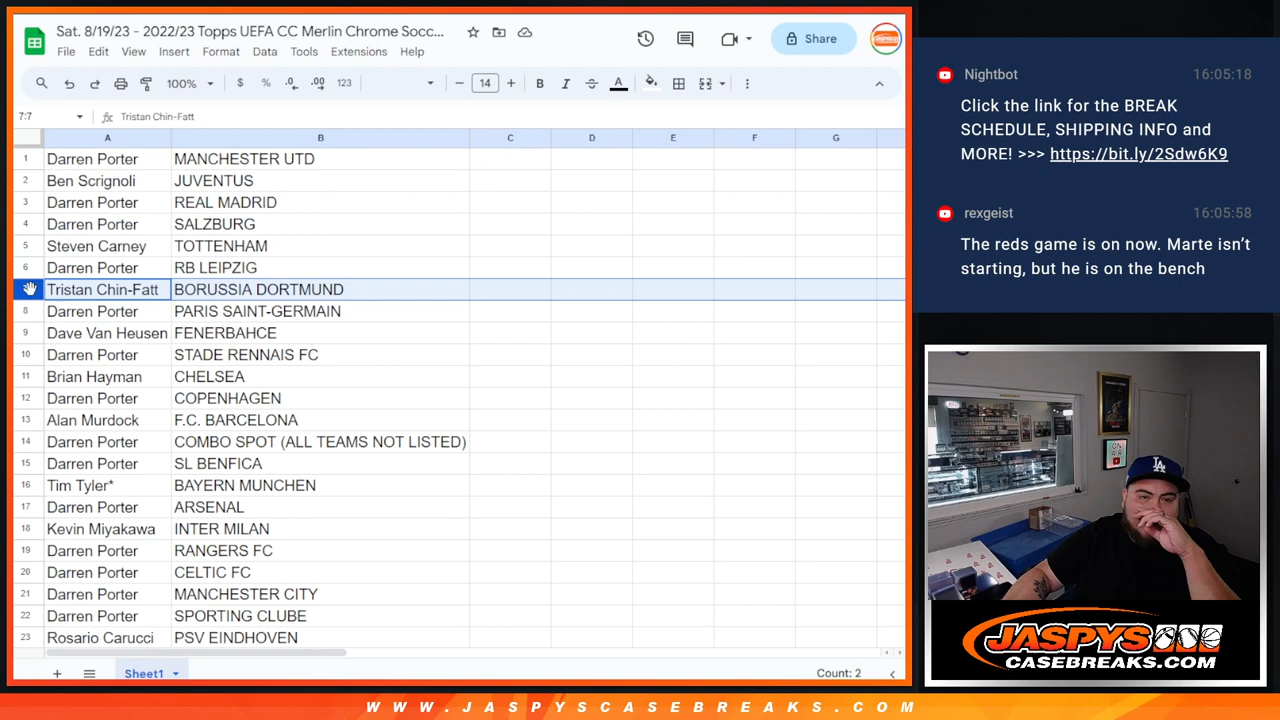 Sat. 8/19/23 - 2022/23 Topps UEFA CC Merlin Chrome Socc...
File Edit View Insert Format Data Tools Extensions Help
Share
100% $ % .0 .00 123 14 B I A
7:7 fx Tristan Chin-Fatt
A B C D E F G
1 Darren Porter MANCHESTER UTD
2 Ben Scrignoli JUVENTUS
3 Darren Porter REAL MADRID
4 Darren Porter SALZBURG
5 Steven Carney TOTTENHAM
6 Darren Porter RB LEIPZIG
Tristan Chin-Fatt BORUSSIA DORTMUND
8 Darren Porter PARIS SAINT-GERMAIN
9 Dave Van Heusen FENERBAHCE
10 Darren Porter STADE RENNAIS FC
11 Brian Hayman CHELSEA
12 Darren Porter COPENHAGEN
13 Alan Murdock F.C. BARCELONA
14 Darren Porter COMBO SPOT (ALL TEAMS NOT LISTED)
15 Darren Porter SL BENFICA
16 Tim Tyler* BAYERN MUNCHEN
17 Darren Porter ARSENAL
18 Kevin Miyakawa INTER MILAN
19 Darren Porter RANGERS FC
20 Darren Porter CELTIC FC
21 Darren Porter MANCHESTER CITY
22 Darren Porter SPORTING CLUBE
23 Rosario Carucci PSV EINDHOVEN
Sheet1 Count: 2
Nightbot 16:05:18
Click the link for the BREAK
SCHEDULE, SHIPPING INFO and
MORE! >>> https://bit.ly/2Sdw6K9
rexgeist 16:05:58
The reds game is on now. Marte isn't
starting, but he is on the bench
LA
JASPYS
CASEBREAKS.COM
WWW.JASPYSCASEBREAKS.COM